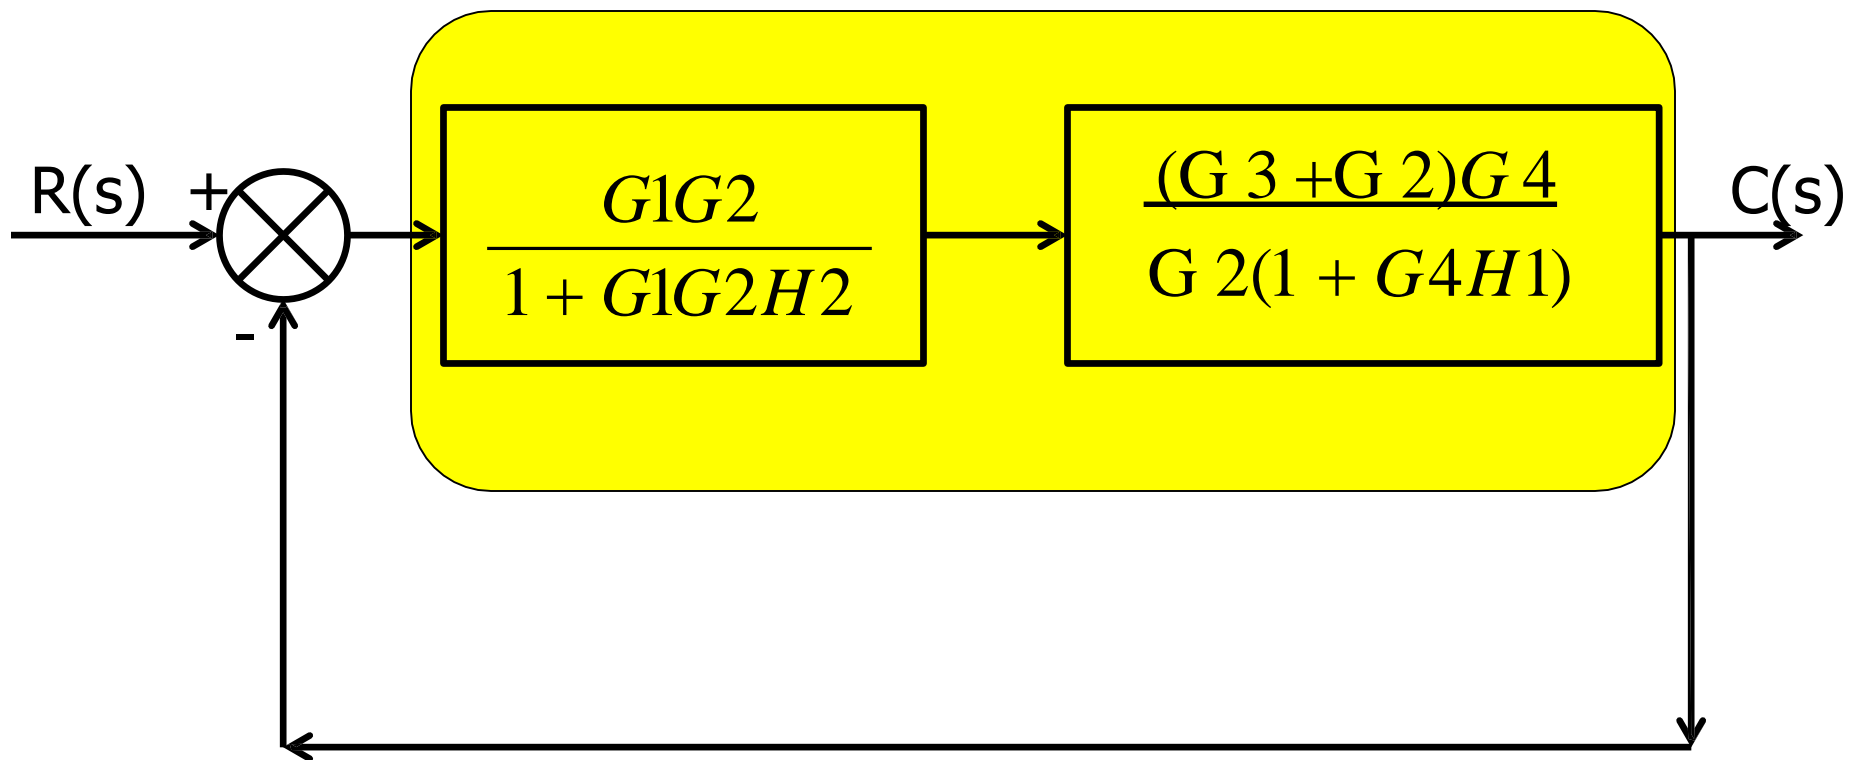 R(s) +
G1G2
1 + G1G2H2
(G 3 +G 2)G 4
G 2(1 + G4H1)
C(s)
-